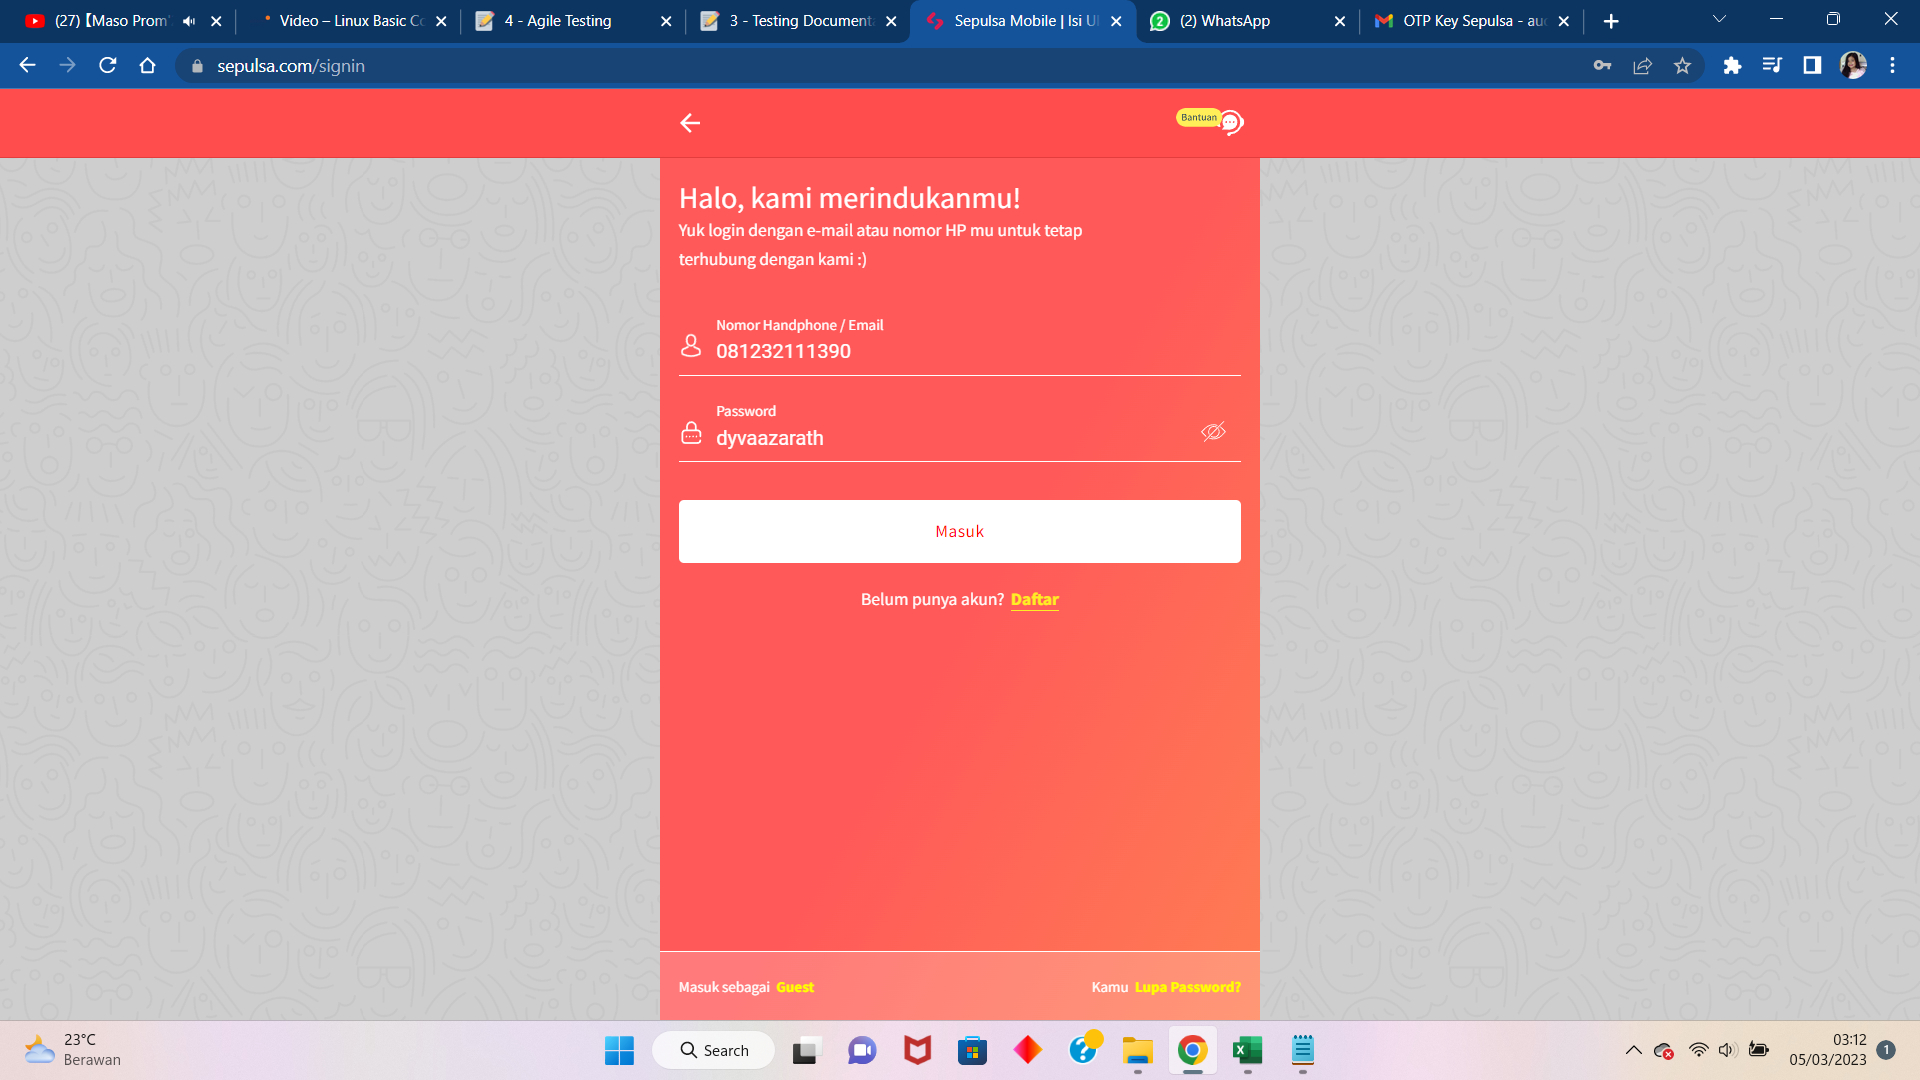 (27)【Maso Prom
Video – Linux Basic Co
4 - Agile Testing
3 - Testing Documenta
Sepulsa Mobile | Isi Ul
2
(2) WhatsApp
OTP Key Sepulsa - aud
sepulsa.com/signin
Bantuan
Halo, kami merindukanmu!
Yuk login dengan e-mail atau nomor HP mu untuk tetap
terhubung dengan kami :)
Nomor Handphone / Email
081232111390
Password
dyvaazarath
Masuk
Belum punya akun? Daftar
Masuk sebagai Guest
Kamu Lupa Password?
23°C
Berawan
Search
03:12
05/03/2023
1